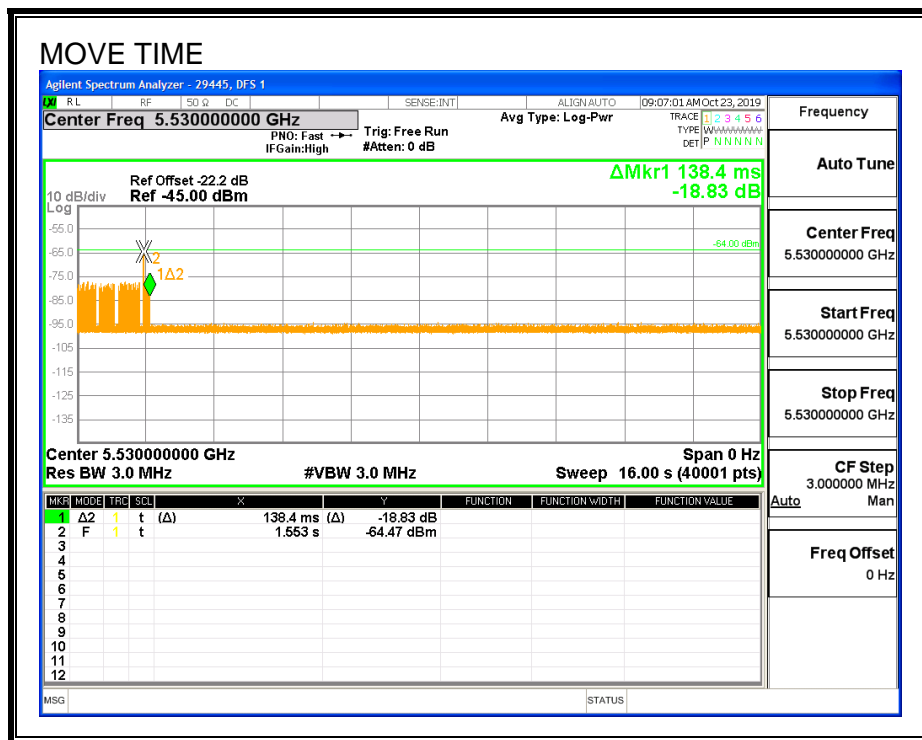 MOVE TIME
Agilent Spectrum Analyzer - 29445, DFS 1
LXI RL RF 50 Ω DC SENSE:INT ALIGN AUTO 09:07:01 AM Oct 23, 2019
Center Freq 5.530000000 GHz
PNO: Fast
IFGain:High
Trig: Free Run
#Atten: 0 dB
Avg Type: Log-Pwr
TRACE 1 2 3 4 5 6
TYPE W
DET P N N N N N
Frequency
Auto Tune
ΔMkr1 138.4 ms
-18.83 dB
Ref Offset -22.2 dB
10 dB/div Ref -45.00 dBm
Log
-55.0
-65.0
-75.0
-85.0
-95.0
-105
-115
-125
-135
-64.00 dBm
2
1Δ2
Center 5.530000000 GHz Span 0 Hz
Res BW 3.0 MHz #VBW 3.0 MHz Sweep 16.00 s (40001 pts)
Center Freq
5.530000000 GHz
Start Freq
5.530000000 GHz
Stop Freq
5.530000000 GHz
CF Step
3.000000 MHz
Auto Man
Freq Offset
0 Hz
MKR MODE TRC SCL X Y FUNCTION FUNCTION WIDTH FUNCTION VALUE
1 Δ2 1 t (Δ) 138.4 ms (Δ) -18.83 dB
2 F 1 t 1.553 s -64.47 dBm
3
4
5
6
7
8
9
10
11
12
MSG STATUS